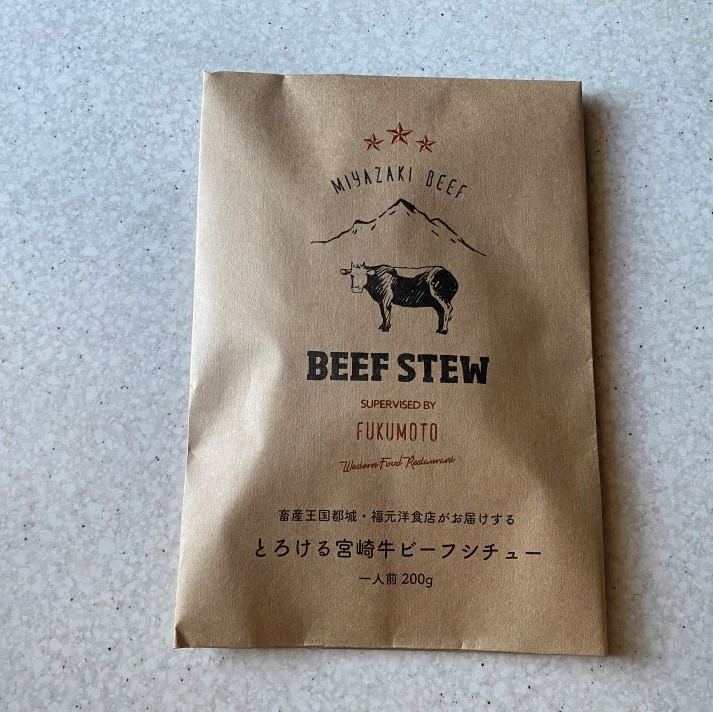 MIYAZAKI BEEF
BEEF STEW
SUPERVISED BY
FUKUMOTO
Western Food Restaurant
畜産王国都城・福元洋食店がお届けする
とろける宮崎牛ビーフシチュー
一人前 200g